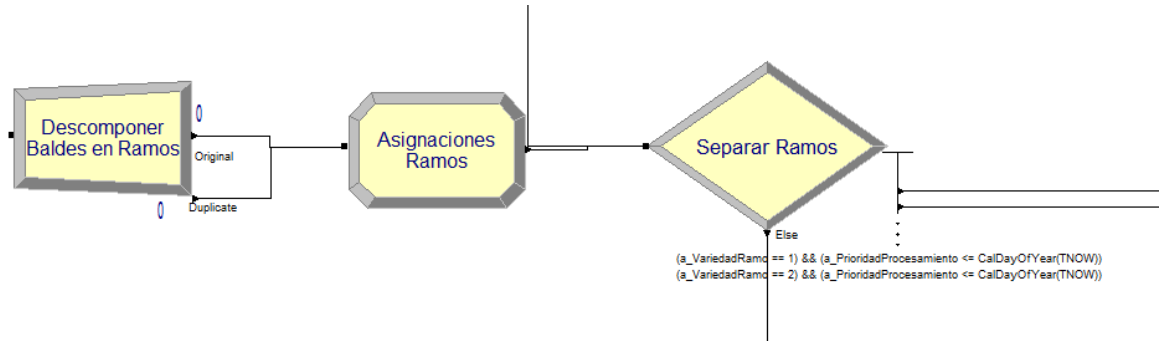 0
Descomponer
Baldes en Ramos
Original
Duplicate
0
Asignaciones
Ramos
Separar Ramos
Else
(a_VariedadRamo == 1) && (a_PrioridadProcesamiento <= CalDayOfYear(TNOW))
(a_VariedadRamo == 2) && (a_PrioridadProcesamiento <= CalDayOfYear(TNOW))